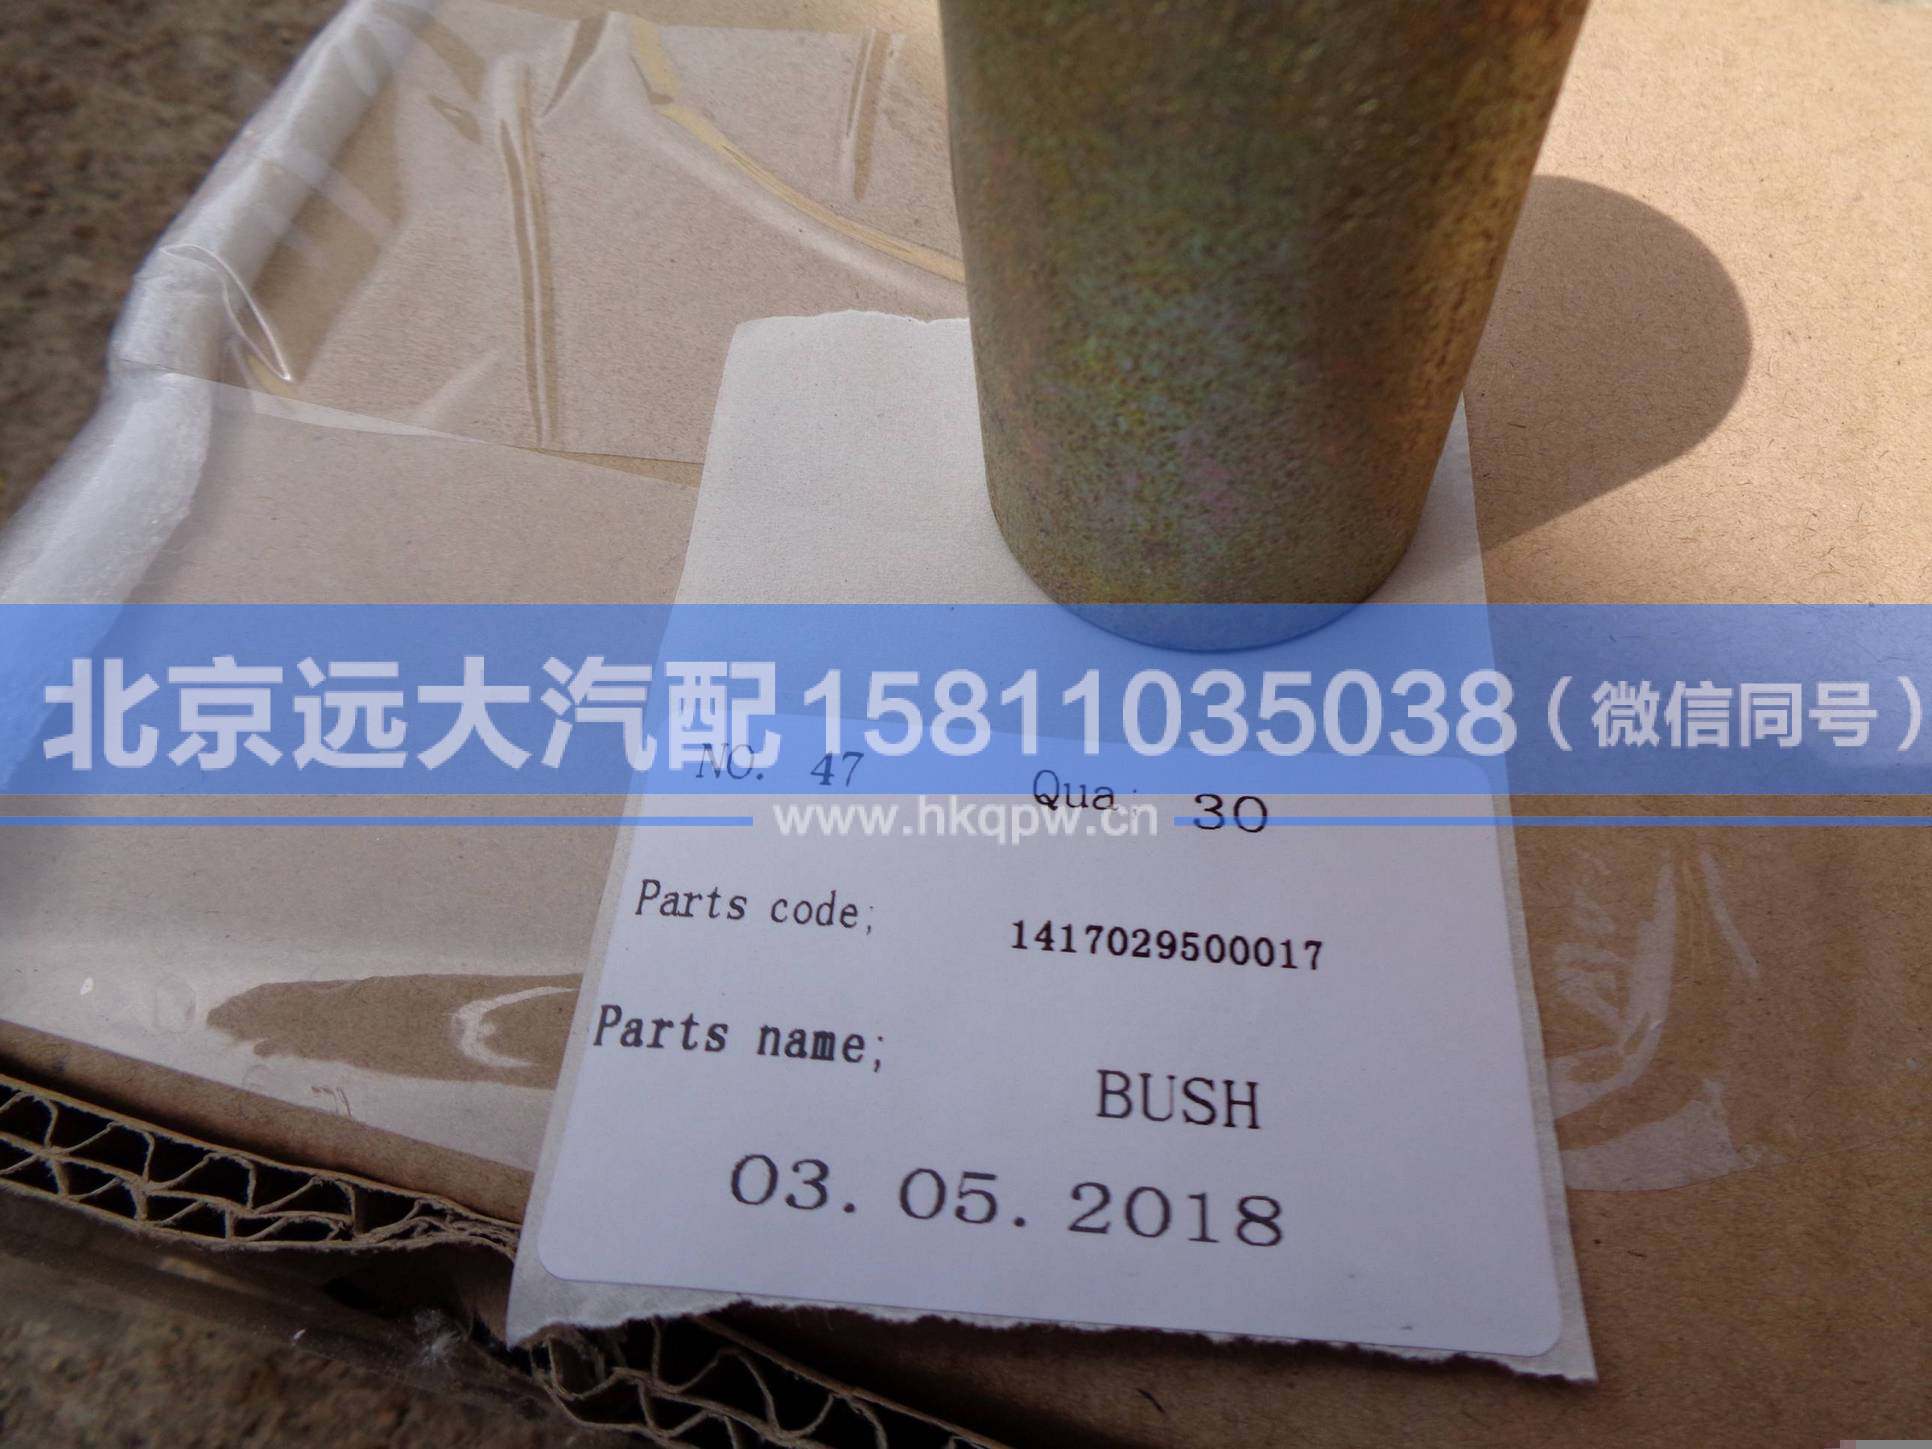 北京远大汽配15811035038（微信同号）
NO. 47 Qua: 30
www.hkqpw.cn
Parts code; 1417029500017
Parts name;
BUSH
03. 05. 2018